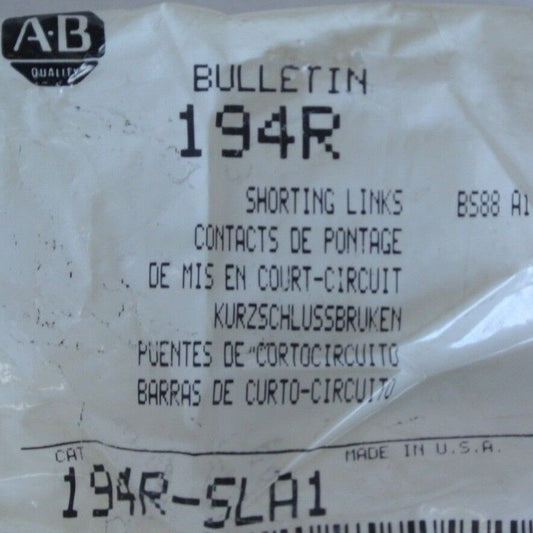 A·B
QUALITY
BULLETIN
194R
SHORTING LINKS BS88 A1
CONTACTS DE PONTAGE
DE MIS EN COURT-CIRCUIT
KURZSCHLUSSBRUKEN
PUENTES DE CORTOCIRCUITO
BARRAS DE CURTO-CIRCUITO
CAT MADE IN U.S.A.
194R-SLA1